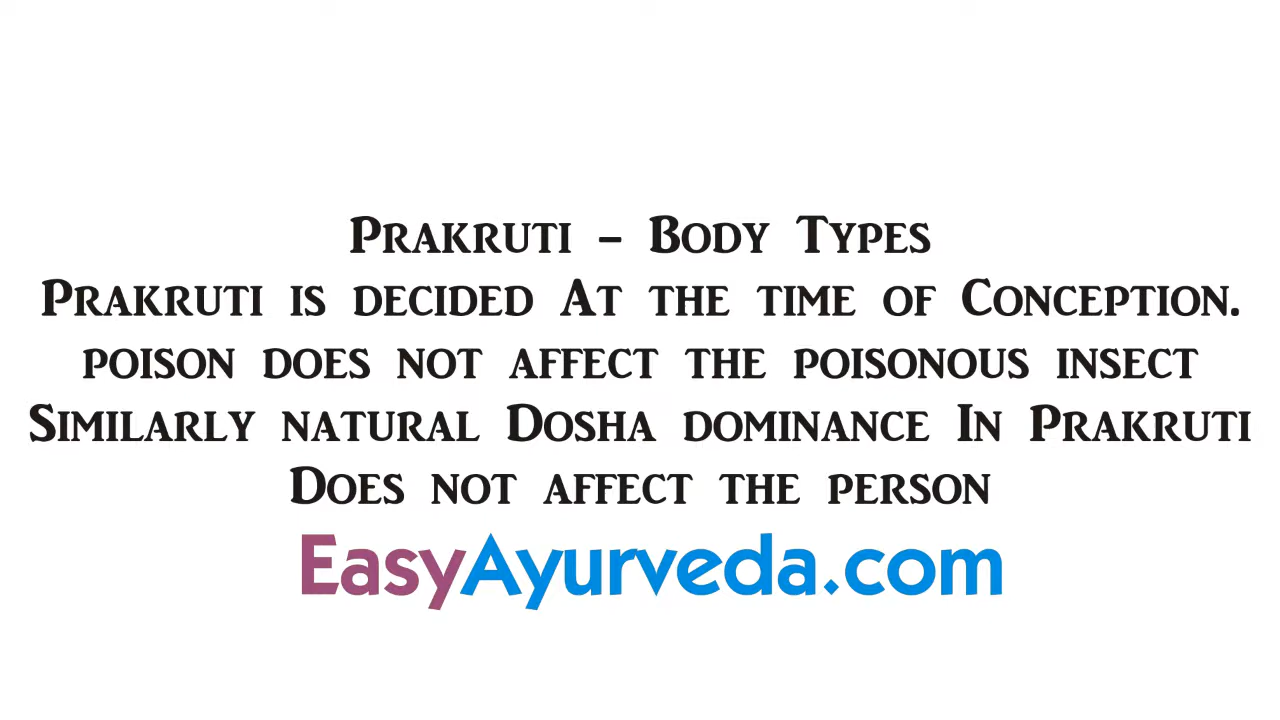 Prakruti - Body Types
Prakruti is decided At the time of Conception.
poison does not affect the poisonous insect
Similarly natural Dosha dominance In Prakruti
Does not affect the person
EasyAyurveda.com